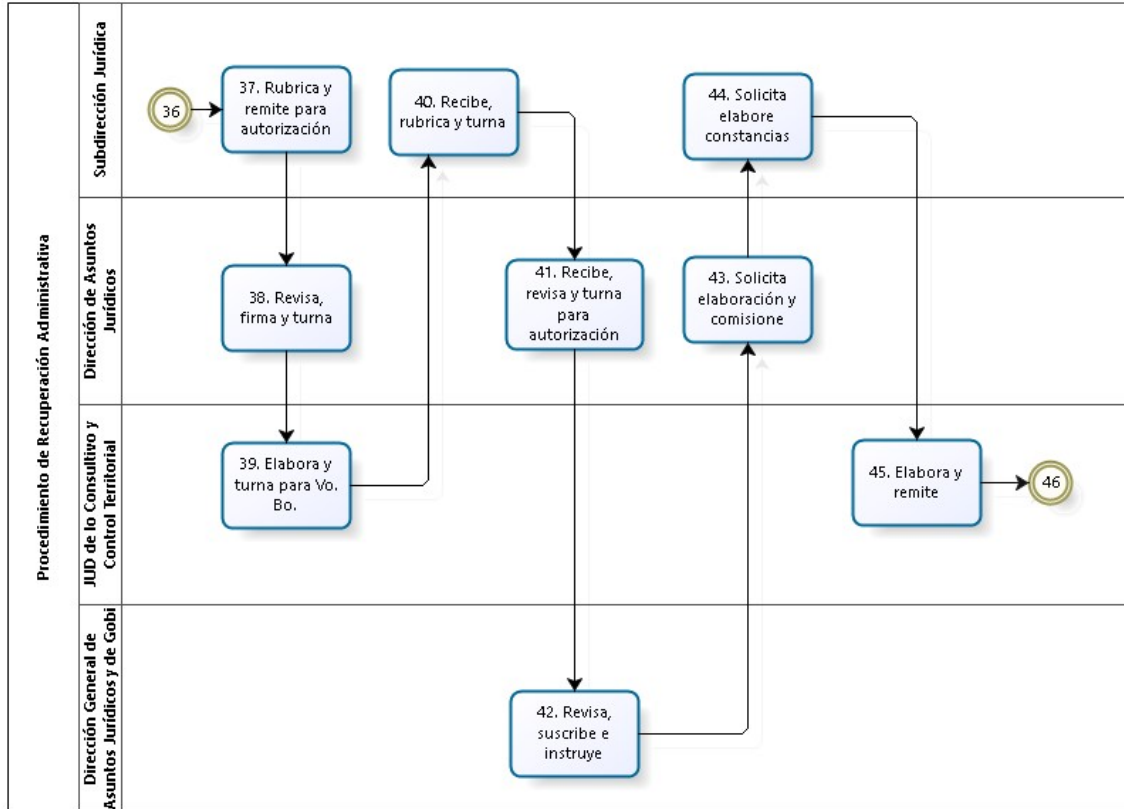 Procedimiento de Recuperación Administrativa
Subdirección Jurídica
36
37. Rubrica y
remite para
autorización
40. Recibe,
rubrica y turna
44. Solicita
elabore
constancias
Dirección de Asuntos
Jurídicos
38. Revisa,
firma y turna
41. Recibe,
revisa y turna
para
autorización
43. Solicita
elaboración y
comisione
JUD de lo Consultivo y
Control Territorial
39. Elabora y
turna para Vo.
Bo.
45. Elabora y
remite
46
Dirección General de
Asuntos Jurídicos y de Gobi
42. Revisa,
suscribe e
instruye